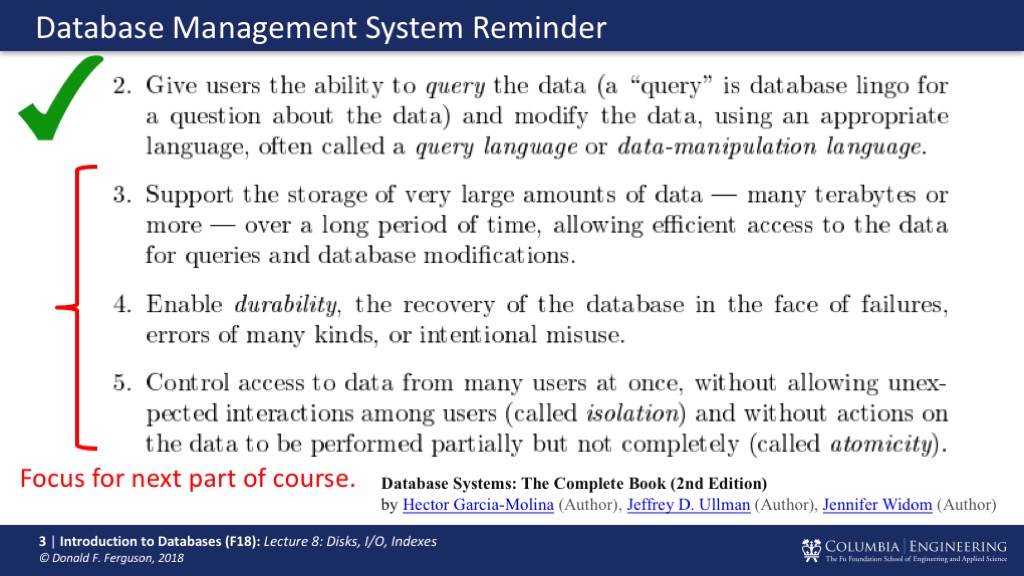 Database Management System Reminder
2. Give users the ability to query the data (a “query” is database lingo for
a question about the data) and modify the data, using an appropriate
language, often called a query language or data-manipulation language.
3. Support the storage of very large amounts of data — many terabytes or
more — over a long period of time, allowing efficient access to the data
for queries and database modifications.
4. Enable durability, the recovery of the database in the face of failures,
errors of many kinds, or intentional misuse.
5. Control access to data from many users at once, without allowing unex-
pected interactions among users (called isolation) and without actions on
the data to be performed partially but not completely (called atomicity).
Focus for next part of course.
Database Systems: The Complete Book (2nd Edition)
by Hector Garcia-Molina (Author), Jeffrey D. Ullman (Author), Jennifer Widom (Author)
3 | Introduction to Databases (F18): Lecture 8: Disks, I/O, Indexes
© Donald F. Ferguson, 2018
COLUMBIA | ENGINEERING
The Fu Foundation School of Engineering and Applied Science